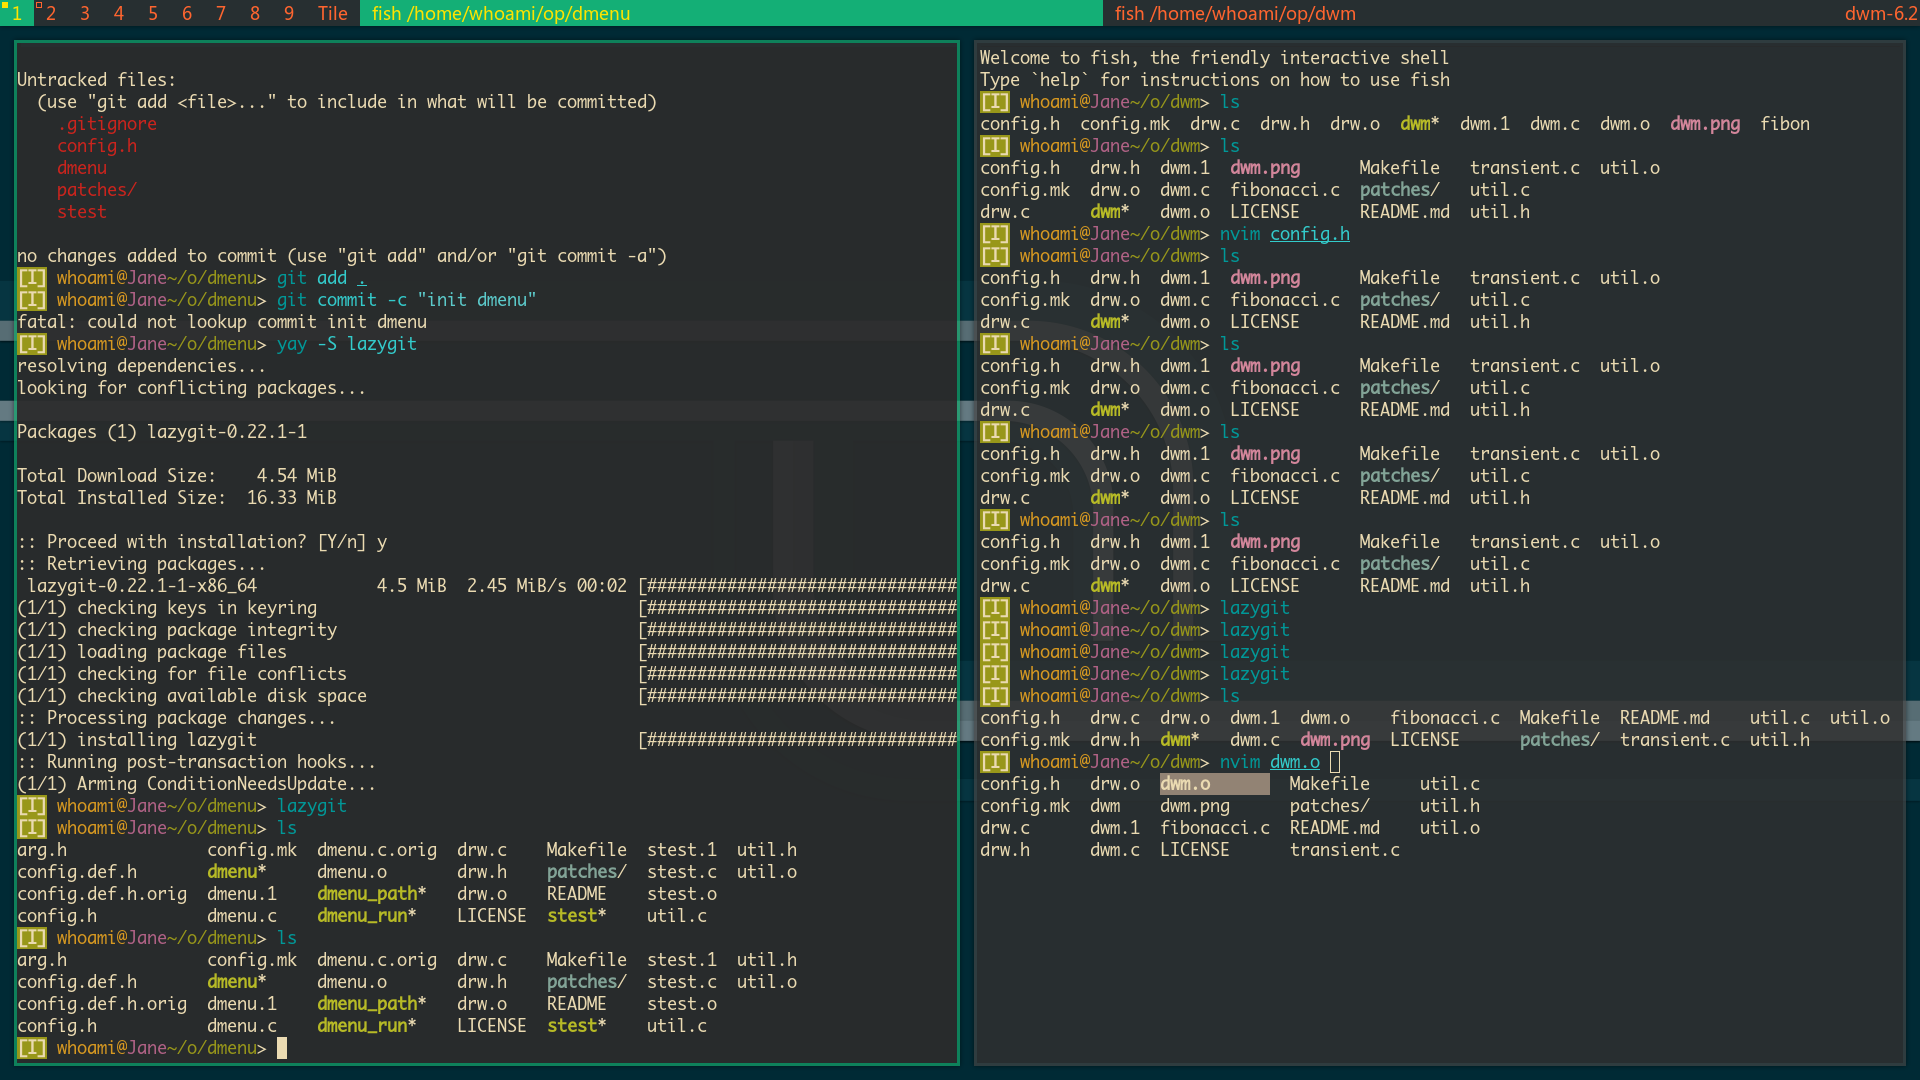 1 2 3 4 5 6 7 8 9 Tile fish /home/whoami/op/dmenu fish /home/whoami/op/dwm dwm-6.2
Untracked files:
(use "git add <file>..." to include in what will be committed)
.gitignore
config.h
dmenu
patches/
stest
no changes added to commit (use "git add" and/or "git commit -a")
[I] whoami@Jane~/o/dmenu> git add .
[I] whoami@Jane~/o/dmenu> git commit -c "init dmenu"
fatal: could not lookup commit init dmenu
[I] whoami@Jane~/o/dmenu> yay -S lazygit
resolving dependencies...
looking for conflicting packages...
Packages (1) lazygit-0.22.1-1
Total Download Size:    4.54 MiB
Total Installed Size:  16.33 MiB
:: Proceed with installation? [Y/n] y
:: Retrieving packages...
lazygit-0.22.1-1-x86_64            4.5 MiB  2.45 MiB/s 00:02 [###############################
(1/1) checking keys in keyring                                [###############################
(1/1) checking package integrity                              [###############################
(1/1) loading package files                                   [###############################
(1/1) checking for file conflicts                             [###############################
(1/1) checking available disk space                           [###############################
:: Processing package changes...
(1/1) installing lazygit                                      [###############################
:: Running post-transaction hooks...
(1/1) Arming ConditionNeedsUpdate...
[I] whoami@Jane~/o/dmenu> lazygit
[I] whoami@Jane~/o/dmenu> ls
arg.h              config.mk  dmenu.c.orig  drw.c    Makefile  stest.1  util.h
config.def.h       dmenu*     dmenu.o       drw.h    patches/  stest.c  util.o
config.def.h.orig  dmenu.1    dmenu_path*   drw.o    README    stest.o
config.h           dmenu.c    dmenu_run*    LICENSE  stest*    util.c
[I] whoami@Jane~/o/dmenu> ls
arg.h              config.mk  dmenu.c.orig  drw.c    Makefile  stest.1  util.h
config.def.h       dmenu*     dmenu.o       drw.h    patches/  stest.c  util.o
config.def.h.orig  dmenu.1    dmenu_path*   drw.o    README    stest.o
config.h           dmenu.c    dmenu_run*    LICENSE  stest*    util.c
[I] whoami@Jane~/o/dmenu>
Welcome to fish, the friendly interactive shell
Type `help` for instructions on how to use fish
[I] whoami@Jane~/o/dwm> ls
config.h  config.mk  drw.c  drw.h  drw.o  dwm*  dwm.1  dwm.c  dwm.o  dwm.png  fibon
[I] whoami@Jane~/o/dwm> ls
config.h   drw.h  dwm.1  dwm.png      Makefile   transient.c  util.o
config.mk  drw.o  dwm.c  fibonacci.c  patches/   util.c
drw.c      dwm*   dwm.o  LICENSE      README.md  util.h
[I] whoami@Jane~/o/dwm> nvim config.h
[I] whoami@Jane~/o/dwm> ls
config.h   drw.h  dwm.1  dwm.png      Makefile   transient.c  util.o
config.mk  drw.o  dwm.c  fibonacci.c  patches/   util.c
drw.c      dwm*   dwm.o  LICENSE      README.md  util.h
[I] whoami@Jane~/o/dwm> ls
config.h   drw.h  dwm.1  dwm.png      Makefile   transient.c  util.o
config.mk  drw.o  dwm.c  fibonacci.c  patches/   util.c
drw.c      dwm*   dwm.o  LICENSE      README.md  util.h
[I] whoami@Jane~/o/dwm> ls
config.h   drw.h  dwm.1  dwm.png      Makefile   transient.c  util.o
config.mk  drw.o  dwm.c  fibonacci.c  patches/   util.c
drw.c      dwm*   dwm.o  LICENSE      README.md  util.h
[I] whoami@Jane~/o/dwm> ls
config.h   drw.h  dwm.1  dwm.png      Makefile   transient.c  util.o
config.mk  drw.o  dwm.c  fibonacci.c  patches/   util.c
drw.c      dwm*   dwm.o  LICENSE      README.md  util.h
[I] whoami@Jane~/o/dwm> lazygit
[I] whoami@Jane~/o/dwm> lazygit
[I] whoami@Jane~/o/dwm> lazygit
[I] whoami@Jane~/o/dwm> lazygit
[I] whoami@Jane~/o/dwm> ls
config.h   drw.c  drw.o  dwm.1  dwm.o    fibonacci.c  Makefile  README.md    util.c  util.o
config.mk  drw.h  dwm*   dwm.c  dwm.png  LICENSE      patches/  transient.c  util.h
[I] whoami@Jane~/o/dwm> nvim dwm.o
config.h   drw.o  dwm.o        Makefile     util.c
config.mk  dwm    dwm.png      patches/     util.h
drw.c      dwm.1  fibonacci.c  README.md    util.o
drw.h      dwm.c  LICENSE      transient.c